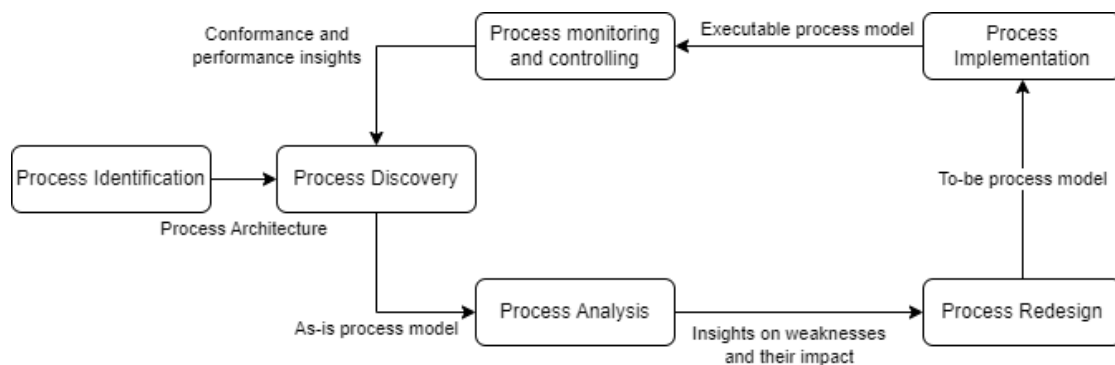 Conformance and
performance insights
Process monitoring
and controlling
Executable process model
Process
Implementation
Process Identification
Process Discovery
To-be process model
Process Architecture
As-is process model
Process Analysis
Insights on weaknesses
and their impact
Process Redesign